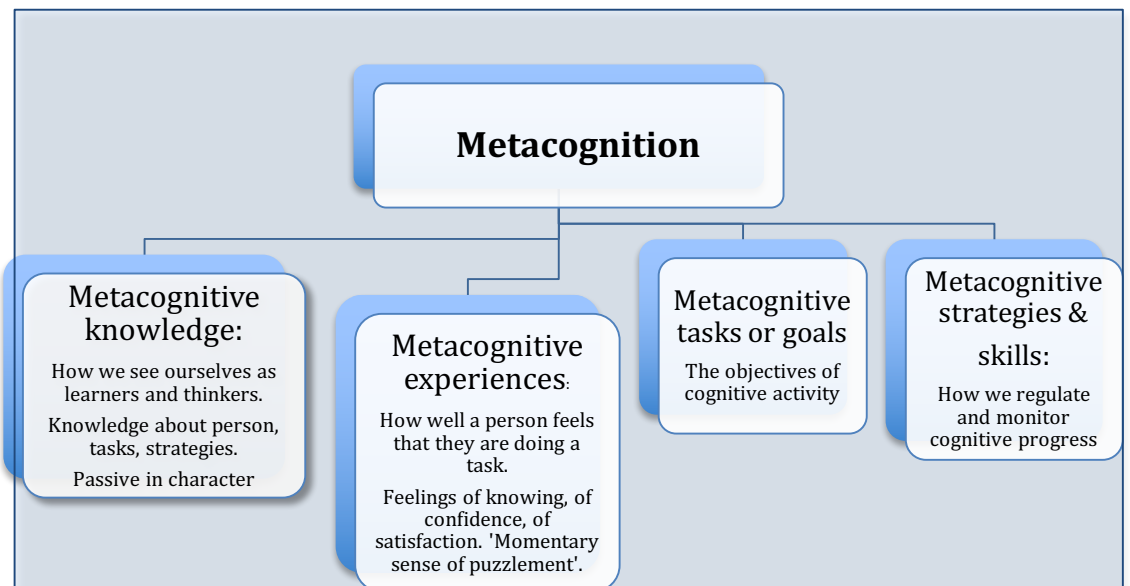 Metacognition
Metacognitive
knowledge:
How we see ourselves as
learners and thinkers.
Knowledge about person,
tasks, strategies.
Passive in character
Metacognitive
experiences:
How well a person feels
that they are doing a
task.
Feelings of knowing, of
confidence, of
satisfaction. 'Momentary
sense of puzzlement'.
Metacognitive
tasks or goals
The objectives of
cognitive activity
Metacognitive
strategies &
skills:
How we regulate
and monitor
cognitive progress